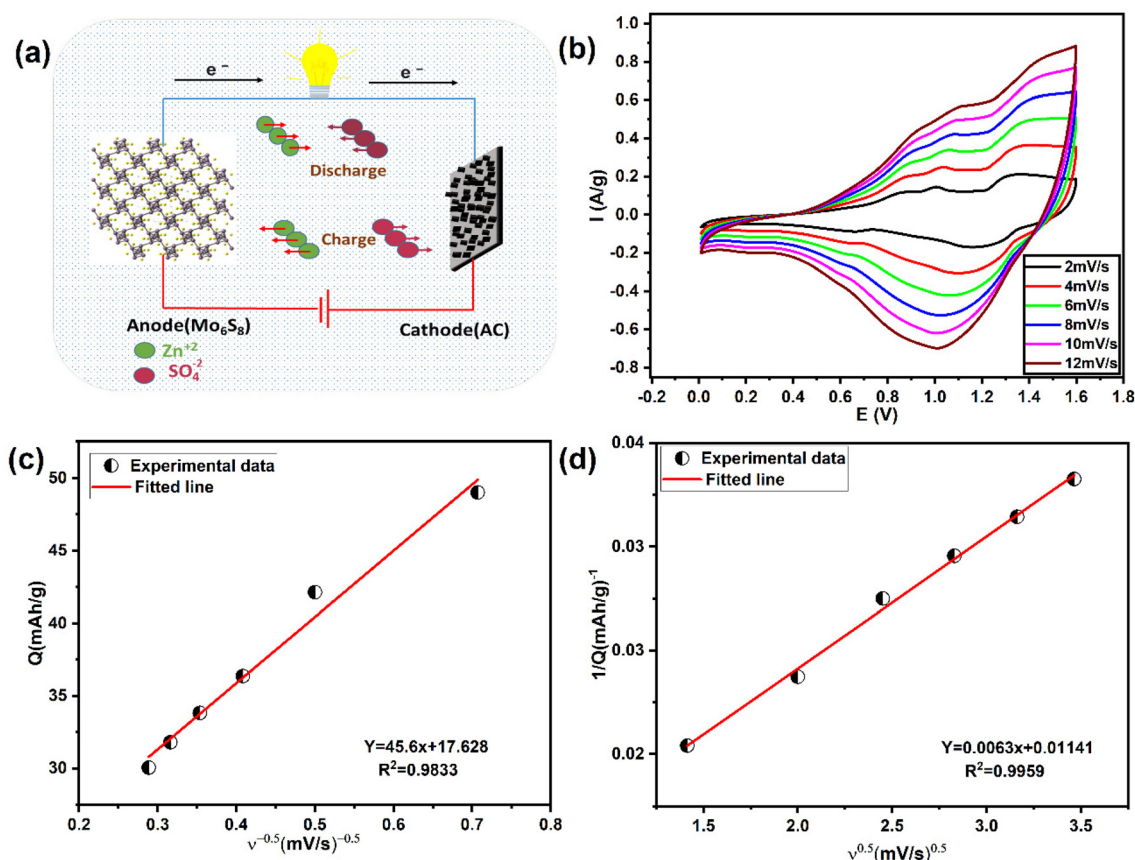 (a)
e⁻
e⁻
Discharge
Charge
Anode(Mo₆S₈)
Cathode(AC)
Zn⁺²
SO₄⁻²
(b)
1.0
0.8
0.6
0.4
0.2
0.0
-0.2
-0.4
-0.6
-0.8
I (A/g)
2mV/s
4mV/s
6mV/s
8mV/s
10mV/s
12mV/s
-0.2 0.0 0.2 0.4 0.6 0.8 1.0 1.2 1.4 1.6 1.8
E (V)
(c)
Experimental data
Fitted line
50
45
40
35
30
Q(mAh/g)
Y=45.6x+17.628
R²=0.9833
0.2 0.3 0.4 0.5 0.6 0.7 0.8
ν⁻⁰·⁵(mV/s)⁻⁰·⁵
(d)
Experimental data
Fitted line
0.04
0.03
0.03
0.02
1/Q(mAh/g)⁻¹
Y=0.0063x+0.01141
R²=0.9959
1.5 2.0 2.5 3.0 3.5
ν⁰·⁵(mV/s)⁰·⁵